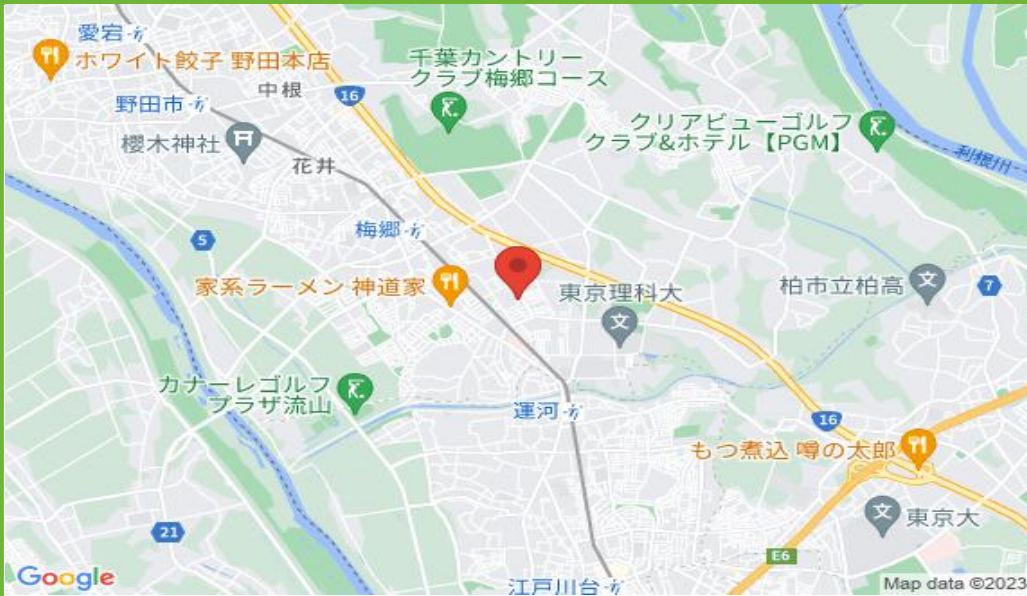 愛宕
ホワイト餃子 野田本店
中根
野田市
櫻木神社
花井
16
千葉カントリー
クラブ梅郷コース
クリアビューゴルフ
クラブ&ホテル【PGM】
利根川
梅郷
5
家系ラーメン 神道家
東京理科大
柏市立柏高
7
カナーレゴルフ
プラザ流山
運河
16
もつ煮込 噂の太郎
21
東京大
E6
江戸川台
Google
Map data ©2023